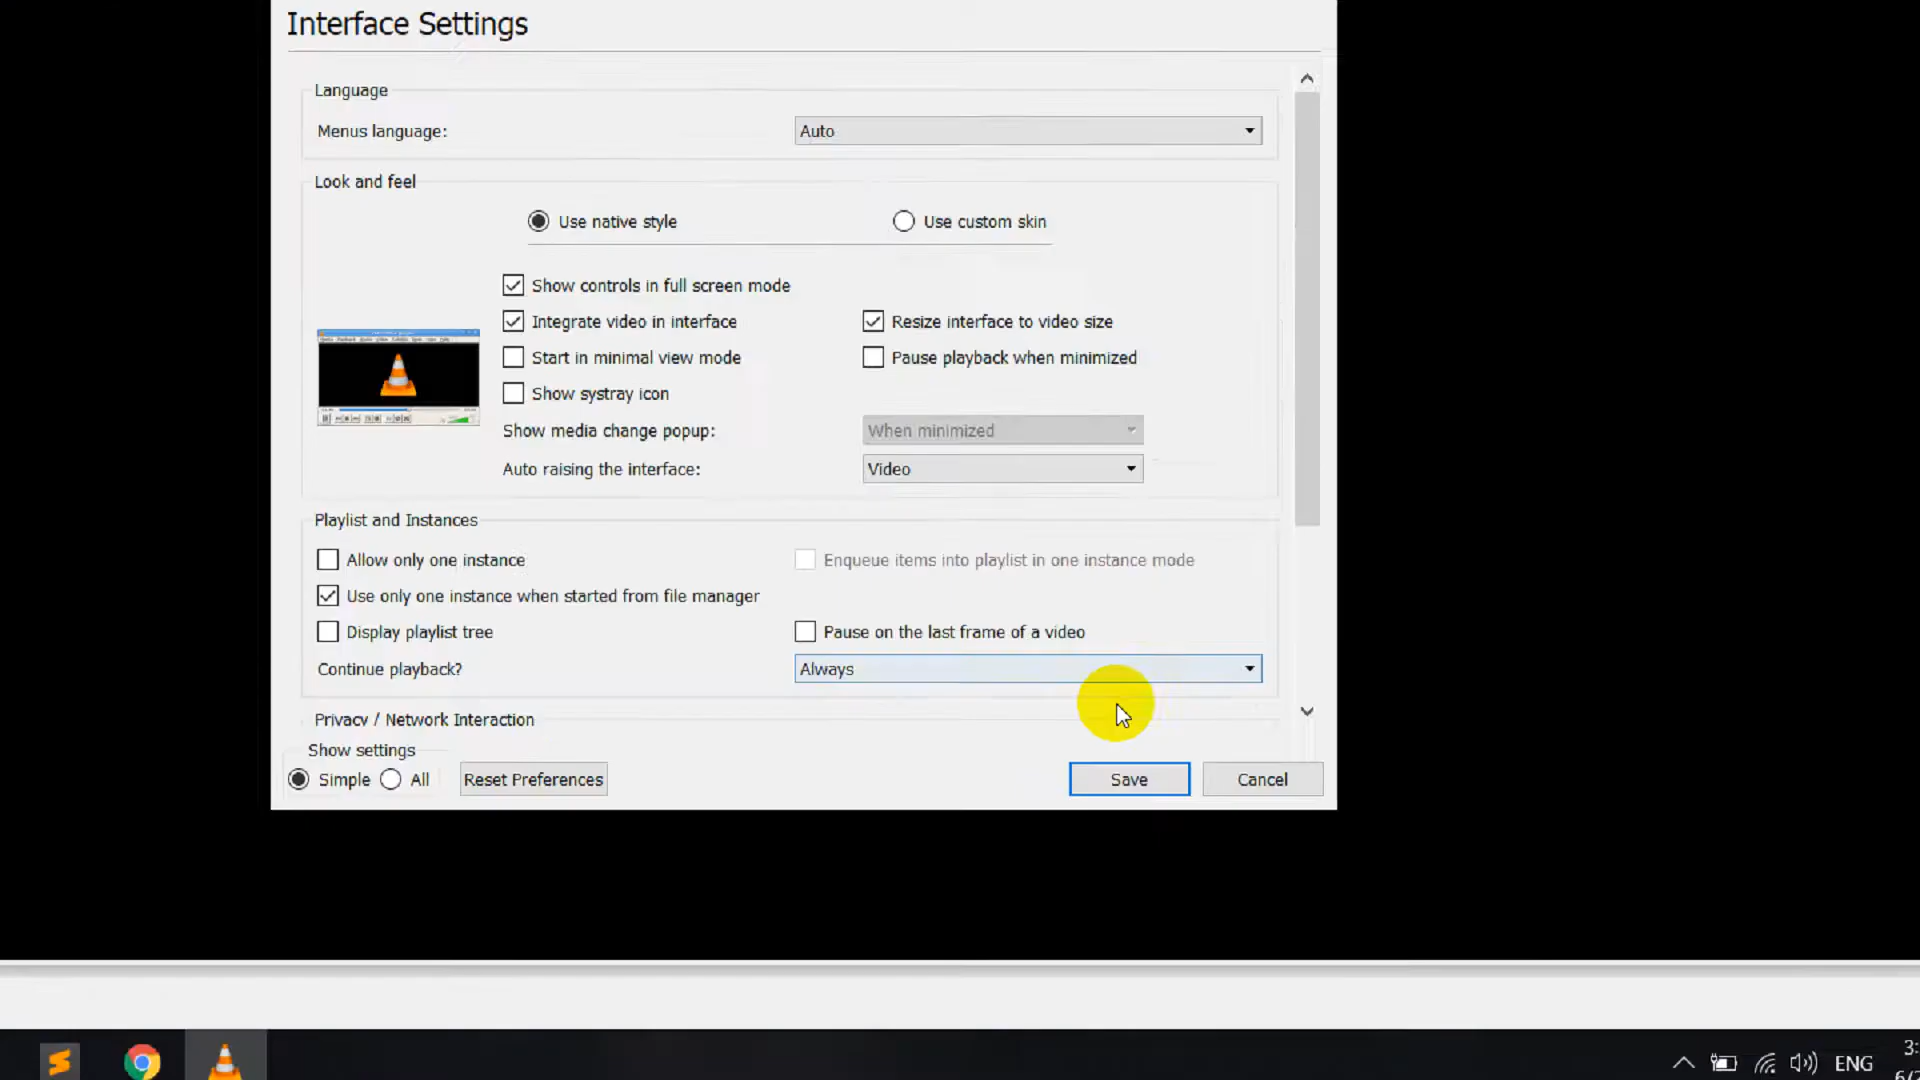 Interface Settings
Language
Menus language: Auto
Look and feel
Use native style Use custom skin
Show controls in full screen mode
Integrate video in interface Resize interface to video size
Start in minimal view mode Pause playback when minimized
Show systray icon
Show media change popup: When minimized
Auto raising the interface: Video
Playlist and Instances
Allow only one instance Enqueue items into playlist in one instance mode
Use only one instance when started from file manager
Display playlist tree Pause on the last frame of a video
Continue playback? Always
Privacy / Network Interaction
Show settings
Simple All Reset Preferences Save Cancel
ENG